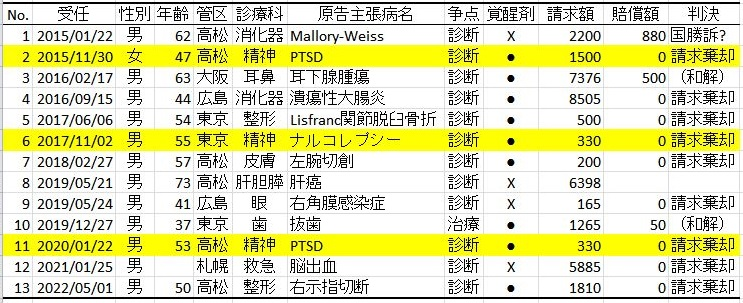 No. 受任 性別 年齢 管区 診療科 原告主張病名 争点 覚醒剤 請求額 賠償額 判決
1 2015/01/22 男 62 高松 消化器 Mallory-Weiss 診断 X 2200 880 国勝訴?
2 2015/11/30 女 47 高松 精神 PTSD 診断 ● 1500 0 請求棄却
3 2016/02/17 男 63 大阪 耳鼻 耳下腺腫瘍 診断 ● 7376 500 (和解)
4 2016/09/15 男 44 広島 消化器 潰瘍性大腸炎 診断 ● 8505 0 請求棄却
5 2017/06/06 男 54 東京 整形 Lisfranc関節脱臼骨折 診断 ● 500 0 請求棄却
6 2017/11/02 男 55 東京 精神 ナルコレプシー 診断 ● 330 0 請求棄却
7 2018/02/27 男 57 高松 皮膚 左腕切創 診断 ● 200 0 請求棄却
8 2019/05/21 男 73 高松 肝胆膵 肝癌 診断 X 6398
9 2019/05/24 男 41 広島 眼 右角膜感染症 診断 X 165 0 請求棄却
10 2019/12/27 男 37 東京 歯 抜歯 治療 ● 1265 50 (和解)
11 2020/01/22 男 53 高松 精神 PTSD 診断 ● 330 0 請求棄却
12 2021/01/25 男 札幌 救急 脳出血 診断 X 5885 0 請求棄却
13 2022/05/01 男 50 高松 整形 右示指切断 診断 ● 1810 0 請求棄却